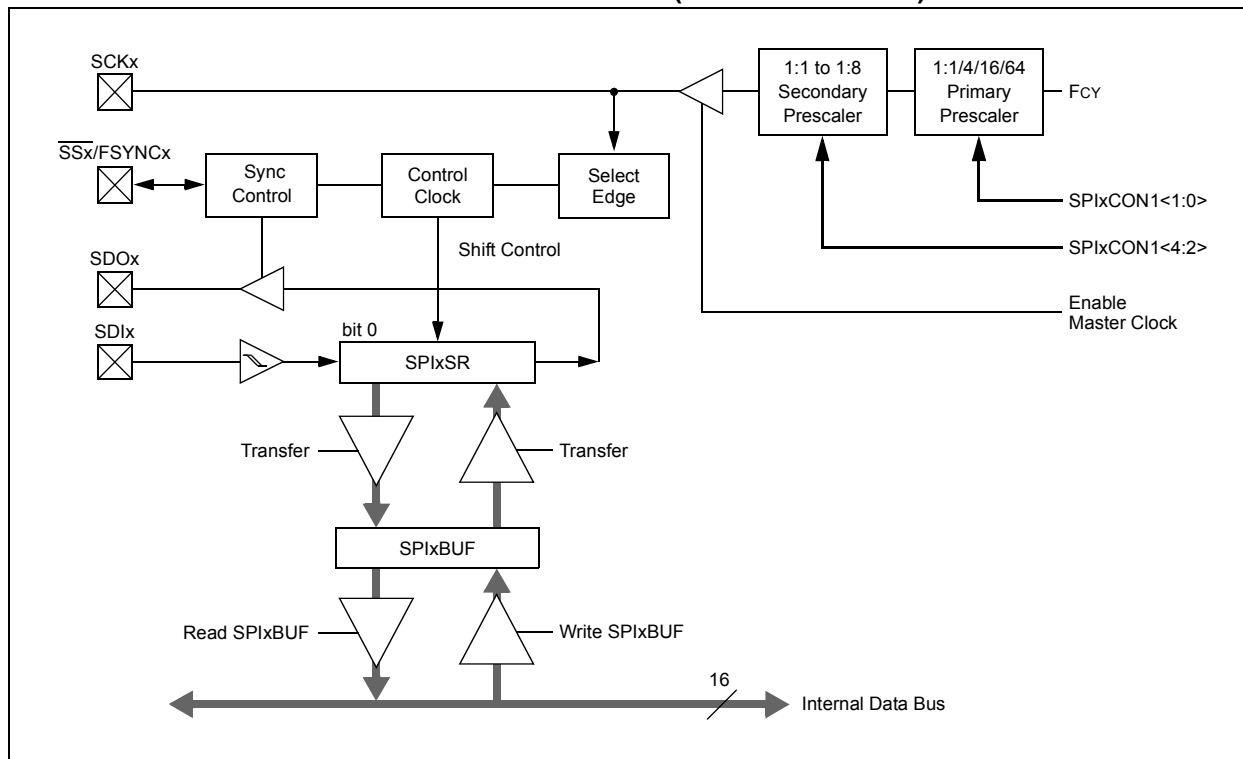 SCKx
SSx/FSYNCx
SDOx
SDIx
Sync
Control
Control
Clock
Select
Edge
1:1 to 1:8
Secondary
Prescaler
1:1/4/16/64
Primary
Prescaler
FCY
SPIxCON1<1:0>
SPIxCON1<4:2>
Enable
Master Clock
Shift Control
bit 0
SPIxSR
Transfer
Transfer
SPIxBUF
Read SPIxBUF
Write SPIxBUF
16
Internal Data Bus